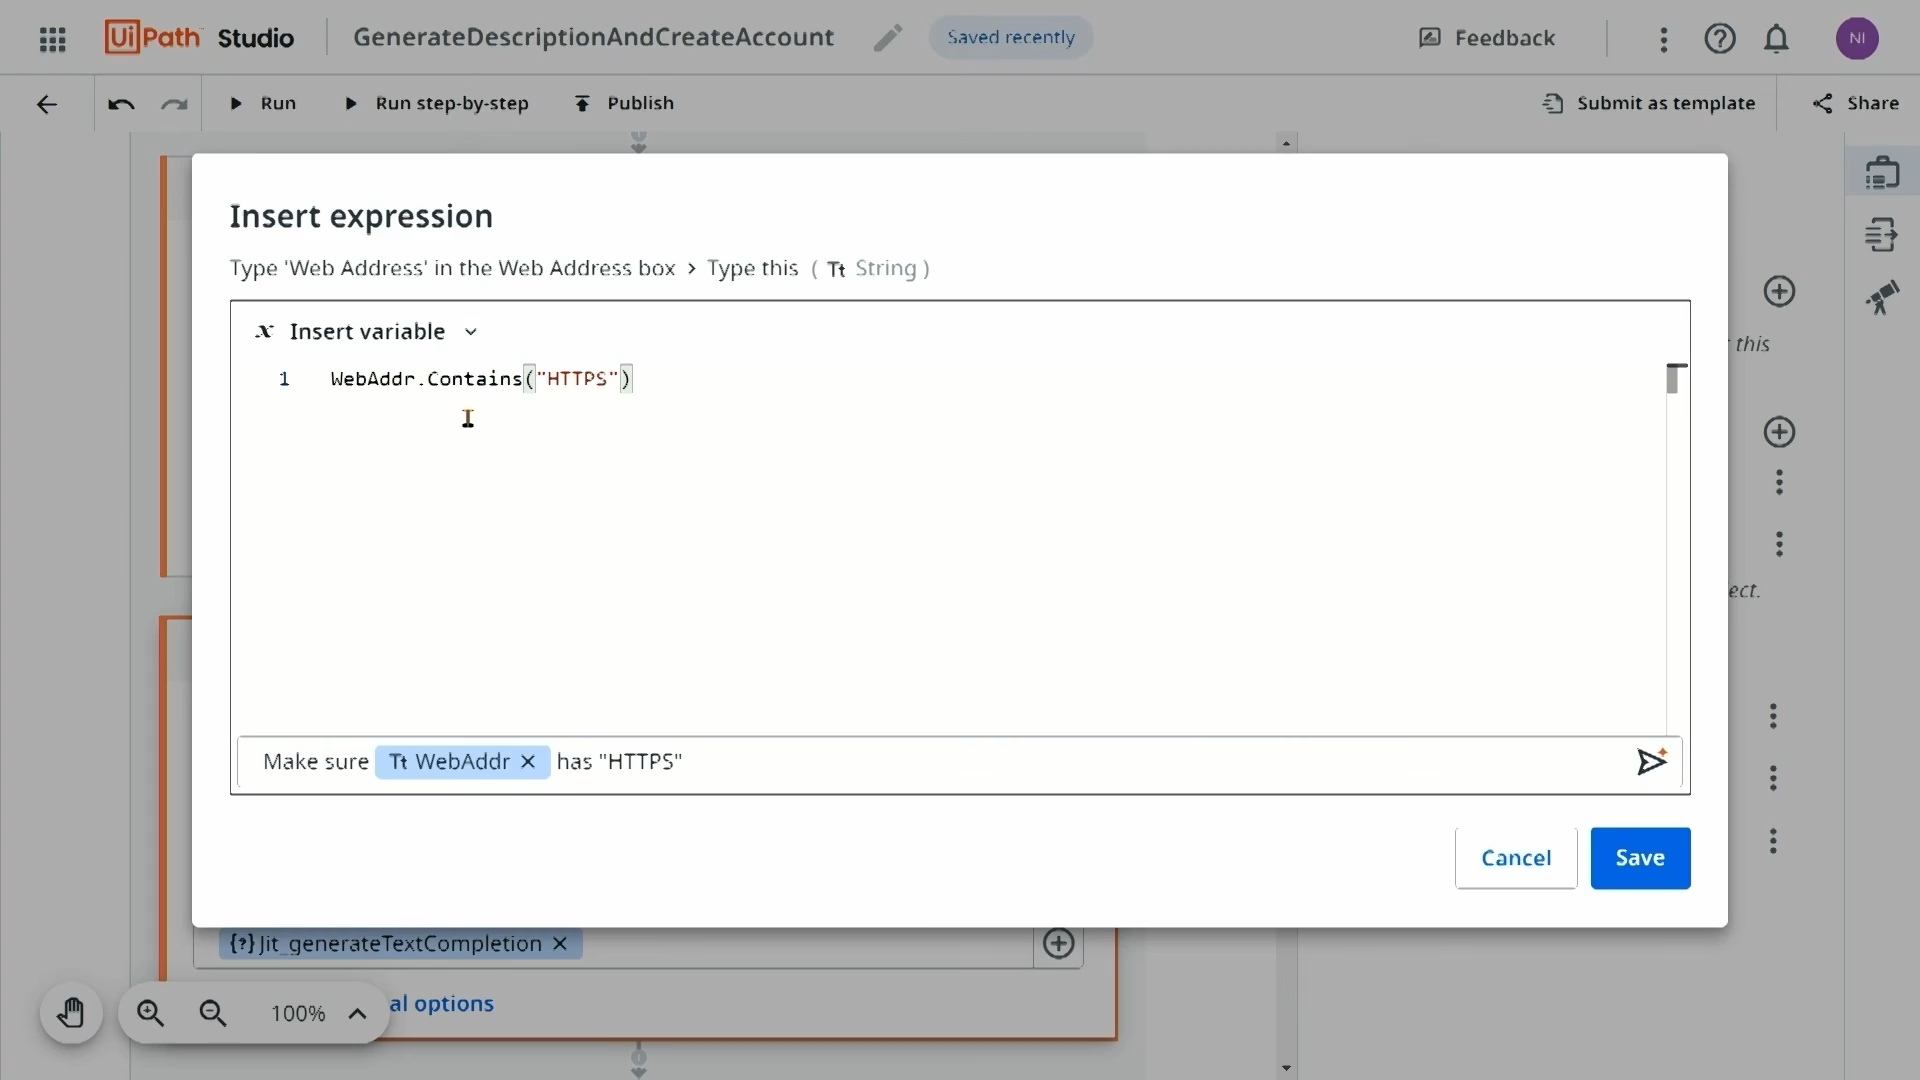 UiPath Studio
GenerateDescriptionAndCreateAccount
Saved recently
Feedback
NI
Run
Run step-by-step
Publish
Submit as template
Share
Insert expression
Type 'Web Address' in the Web Address box > Type this ( Tt String )
x Insert variable
1 WebAddr.Contains("HTTPS")
this
ect.
Make sure Tt WebAddr × has "HTTPS"
Cancel
Save
{?} Jit_generateTextCompletion ×
al options
100%